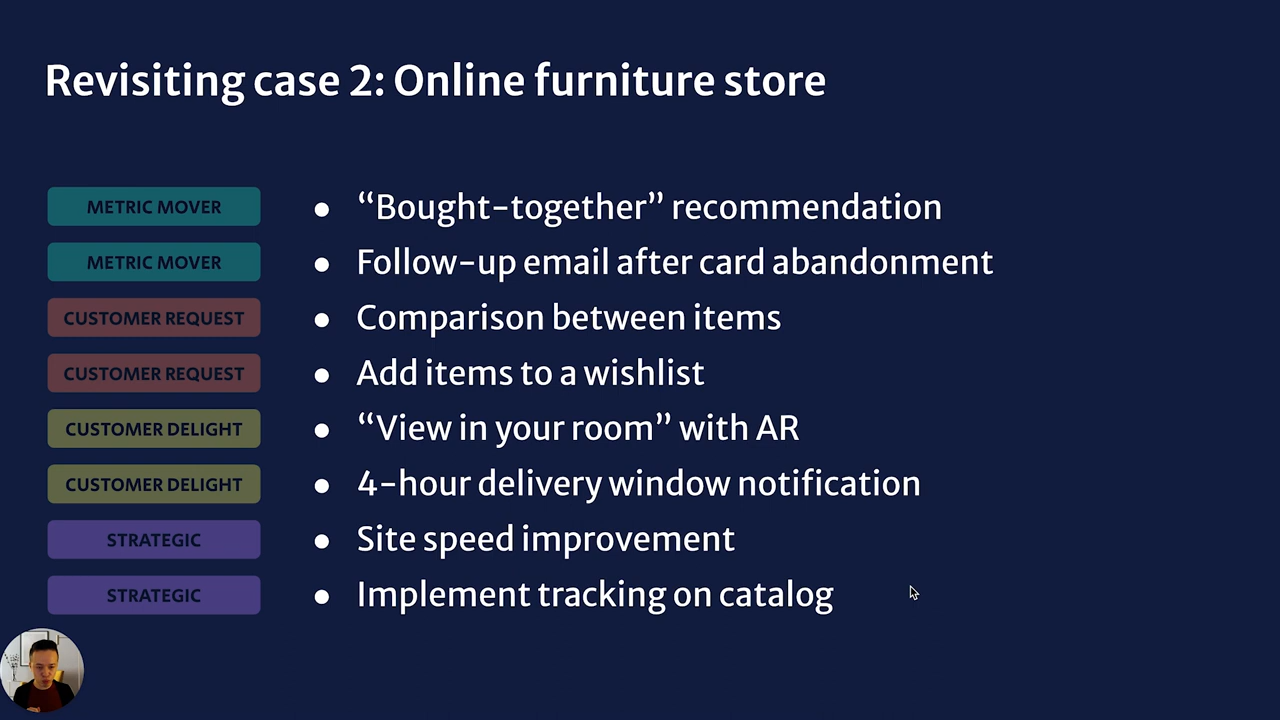 Revisiting case 2: Online furniture store
METRIC MOVER ● “Bought-together” recommendation
METRIC MOVER ● Follow-up email after card abandonment
CUSTOMER REQUEST ● Comparison between items
CUSTOMER REQUEST ● Add items to a wishlist
CUSTOMER DELIGHT ● “View in your room” with AR
CUSTOMER DELIGHT ● 4-hour delivery window notification
STRATEGIC ● Site speed improvement
STRATEGIC ● Implement tracking on catalog